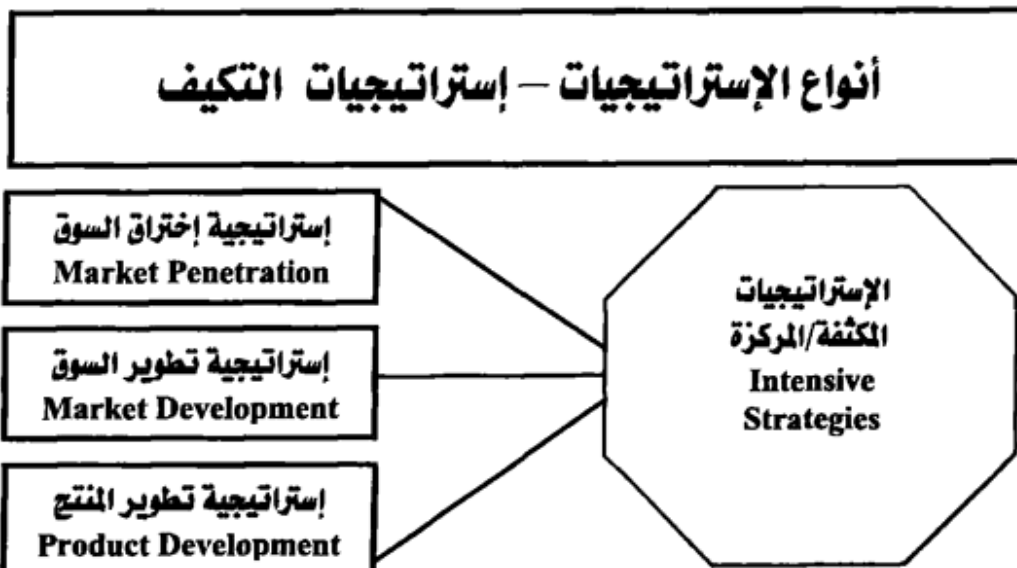 أنواع الإستراتيجيات – إستراتيجيات التكيف
الإستراتيجيات
المكثفة/المركزة
Intensive
Strategies
إستراتيجية إختراق السوق
Market Penetration
إستراتيجية تطوير السوق
Market Development
إستراتيجية تطوير المنتج
Product Development